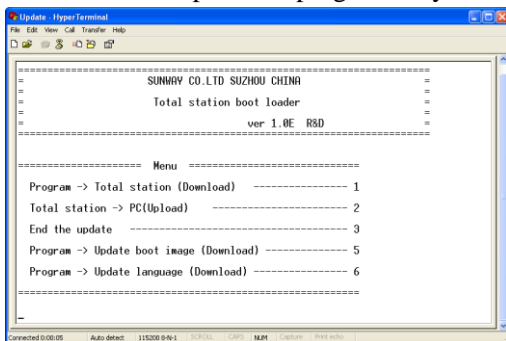 Update - HyperTerminal
File Edit View Call Transfer Help
==========================================================
= SUNWAY CO.LTD SUZHOU CHINA =
= =
= Total station boot loader =
= =
= ver 1.0E R&D =
==========================================================
==================== Menu ===========================
Program -> Total station (Download) ---------------- 1
Total station -> PC(Upload) ---------------- 2
End the update ---------------------------- 3
Program -> Update boot image (Download) ------------- 5
Program -> Update language (Download) -------------- 6
================================================
_
Connected 0:00:05 Auto detect 115200 8-N-1 SCROLL CAPS NUM Capture Print echo